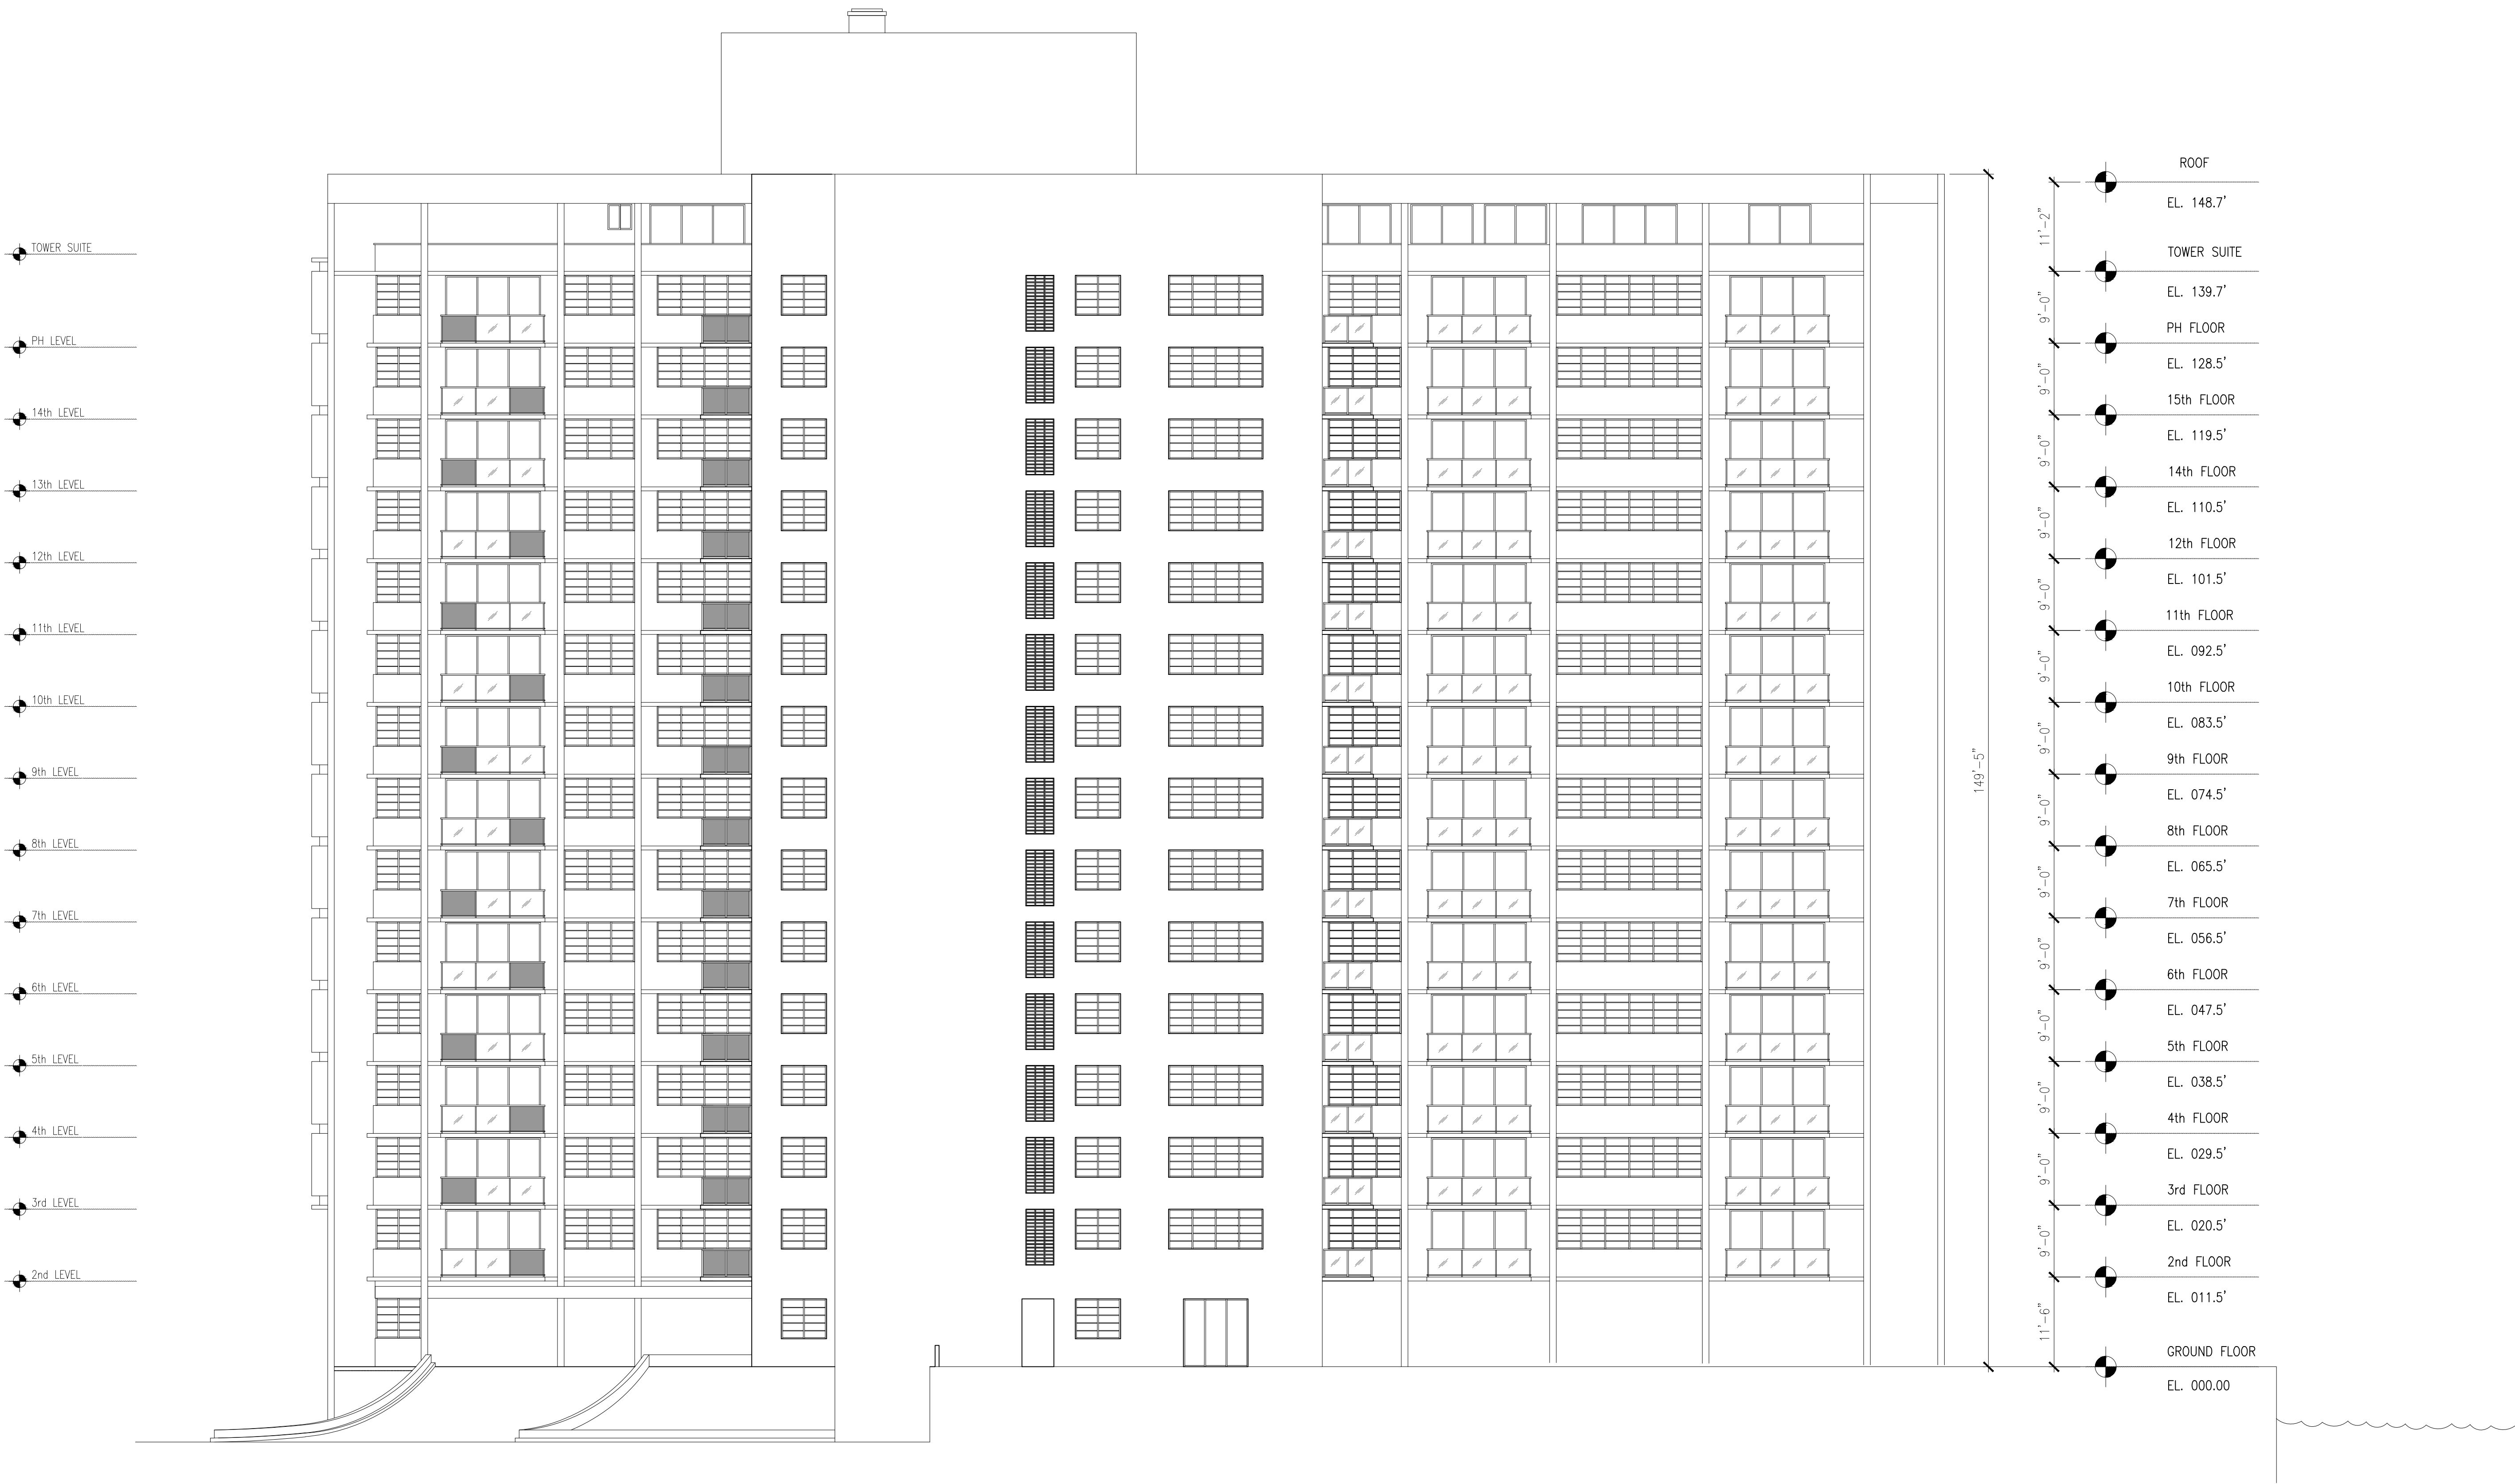 TOWER SUITE
PH LEVEL
14th LEVEL
13th LEVEL
12th LEVEL
11th LEVEL
10th LEVEL
9th LEVEL
8th LEVEL
7th LEVEL
6th LEVEL
5th LEVEL
4th LEVEL
3rd LEVEL
2nd LEVEL
149'-5"
11'-2"
9'-0"
9'-0"
9'-0"
9'-0"
9'-0"
9'-0"
9'-0"
9'-0"
9'-0"
9'-0"
9'-0"
9'-0"
9'-0"
9'-0"
11'-6"
ROOF
EL. 148.7'
TOWER SUITE
EL. 139.7'
PH FLOOR
EL. 128.5'
15th FLOOR
EL. 119.5'
14th FLOOR
EL. 110.5'
12th FLOOR
EL. 101.5'
11th FLOOR
EL. 092.5'
10th FLOOR
EL. 083.5'
9th FLOOR
EL. 074.5'
8th FLOOR
EL. 065.5'
7th FLOOR
EL. 056.5'
6th FLOOR
EL. 047.5'
5th FLOOR
EL. 038.5'
4th FLOOR
EL. 029.5'
3rd FLOOR
EL. 020.5'
2nd FLOOR
EL. 011.5'
GROUND FLOOR
EL. 000.00